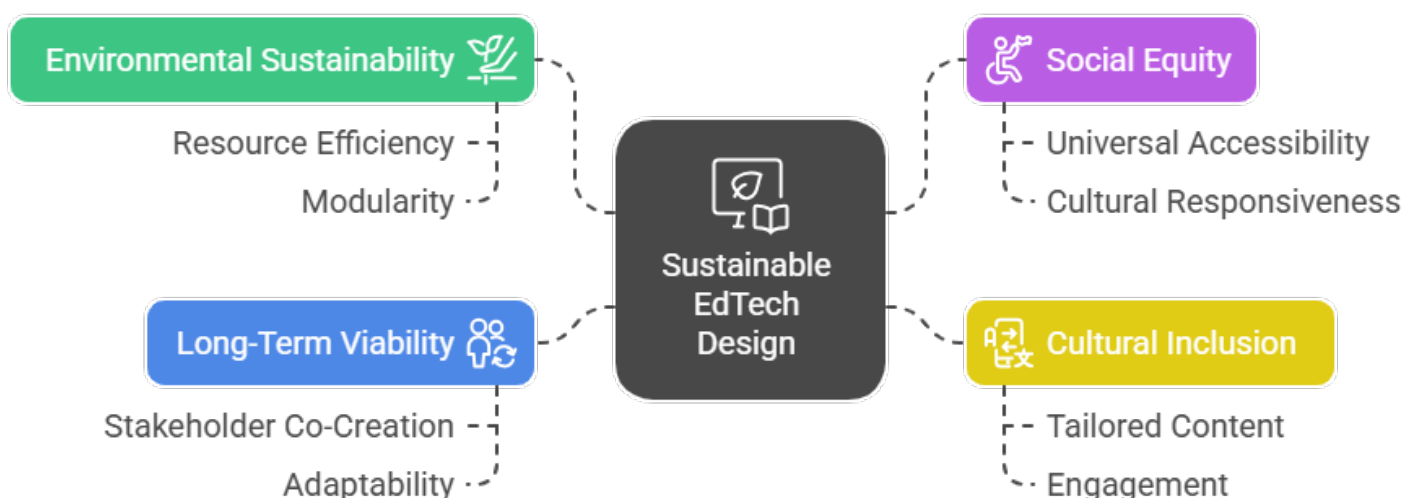 Environmental Sustainability
Resource Efficiency
Modularity
Long-Term Viability
Stakeholder Co-Creation
Adaptability
Sustainable
EdTech
Design
Social Equity
Universal Accessibility
Cultural Responsiveness
Cultural Inclusion
Tailored Content
Engagement